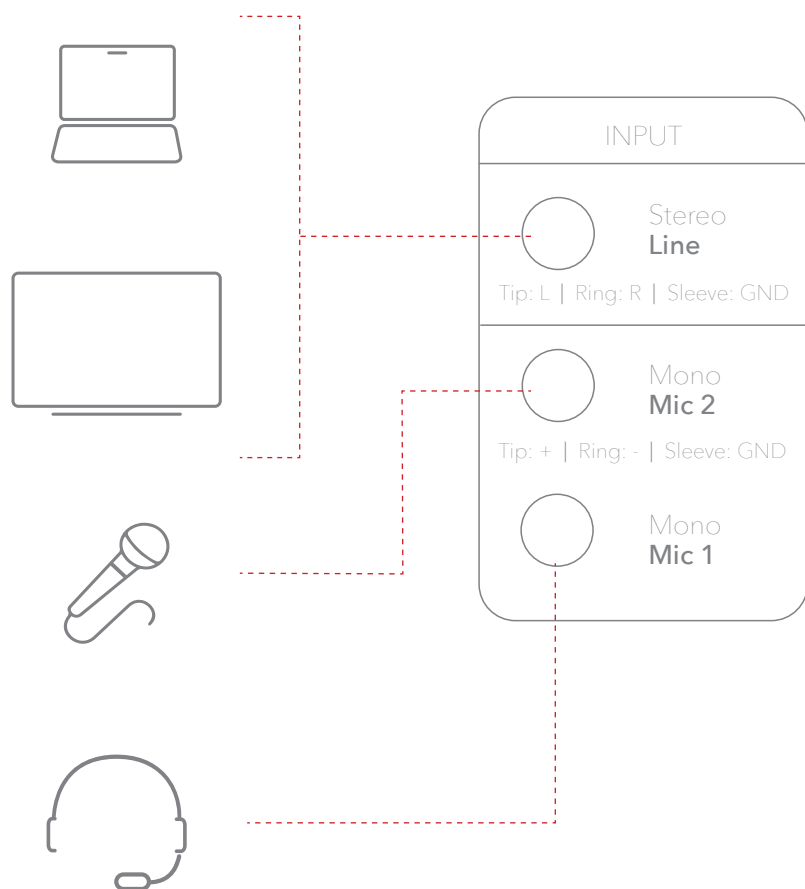 INPUT
Stereo
Line
Tip: L | Ring: R | Sleeve: GND
Mono
Mic 2
Tip: + | Ring: - | Sleeve: GND
Mono
Mic 1